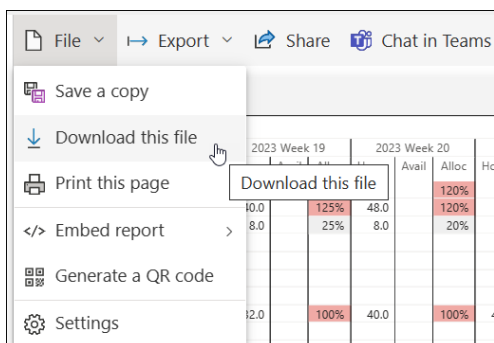 File Export Share Chat in Teams
Save a copy
Download this file
Print this page
Embed report
Generate a QR code
Settings
Download this file
2023 Week 19 2023 Week 20
Avail Alloc
120%
125% 48.0 120%
8.0 25% 8.0 20%
100% 40.0 100%